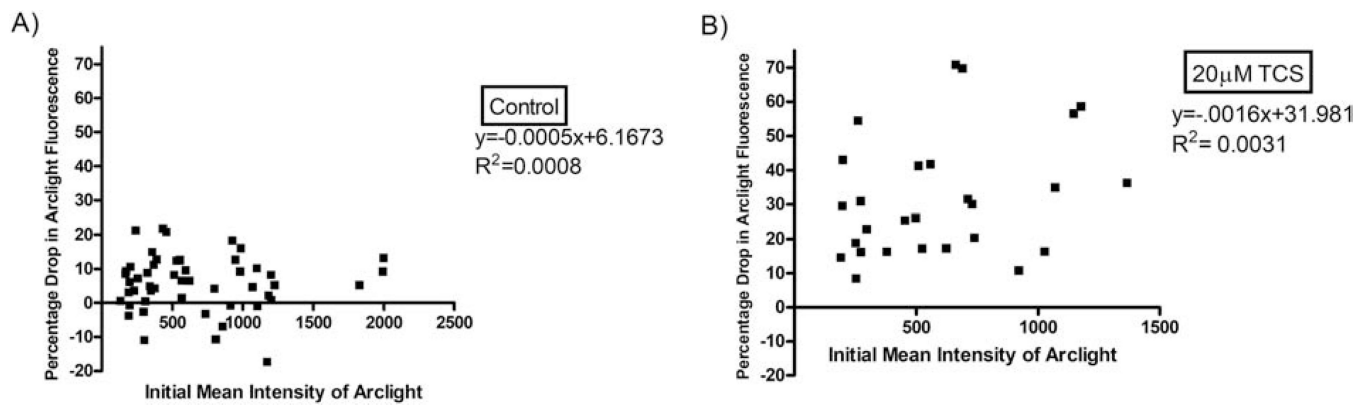 A)
Percentage Drop in Arclight Fluorescence
70
60
50
40
30
20
10
0
-10
-20
500
1000
1500
2000
2500
Initial Mean Intensity of Arclight
Control
y=-0.0005x+6.1673
R²=0.0008
B)
Percentage Drop in Arclight Fluorescence
70
60
50
40
30
20
10
0
-10
-20
500
1000
1500
Initial Mean Intensity of Arclight
20μM TCS
y=-.0016x+31.981
R²= 0.0031